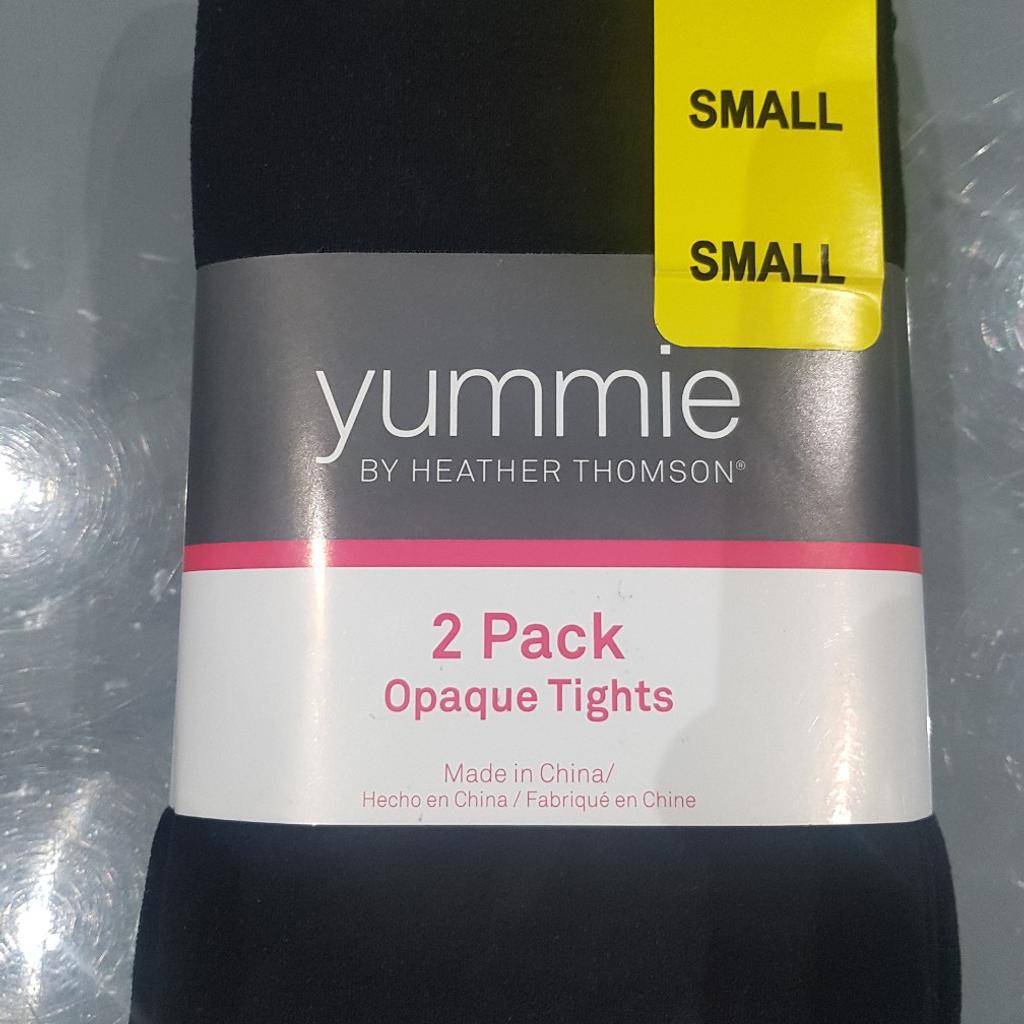 SMALL
SMALL
yummie
BY HEATHER THOMSON®
2 Pack
Opaque Tights
Made in China/
Hecho en China / Fabriqué en Chine